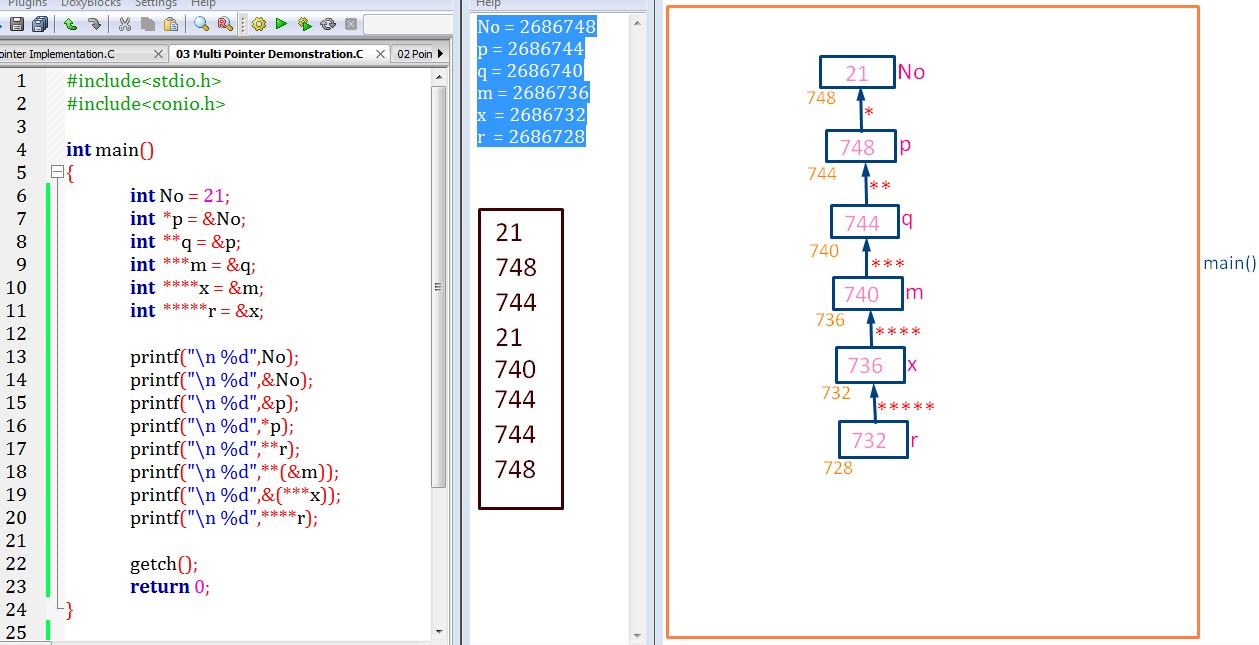 Plugins DoxyBlocks Settings Help
ointer Implementation.C 03 Multi Pointer Demonstration.C 02 Poin
1 #include<stdio.h>
2 #include<conio.h>
3
4 int main()
5 {
6 int No = 21;
7 int *p = &No;
8 int **q = &p;
9 int ***m = &q;
10 int ****x = &m;
11 int *****r = &x;
12
13 printf("\n %d",No);
14 printf("\n %d",&No);
15 printf("\n %d",&p);
16 printf("\n %d",*p);
17 printf("\n %d",**r);
18 printf("\n %d",**(&m));
19 printf("\n %d",&(***x));
20 printf("\n %d",****r);
21
22 getch();
23 return 0;
24 }
25
Help
No = 2686748
p = 2686744
q = 2686740
m = 2686736
x = 2686732
r = 2686728
21
748
744
21
740
744
744
748
21 No
748
*
748 p
744
**
744 q
740
***
740 m
736
****
736 x
732
*****
732 r
728
main()